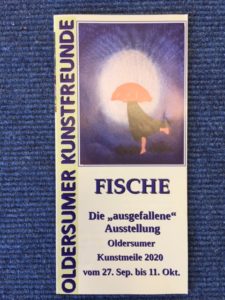 OLDERSUMER KUNSTFREUNDE
FISCHE
Die „ausgefallene“
Ausstellung
Oldersumer
Kunstmeile 2020
vom 27. Sep. bis 11. Okt.